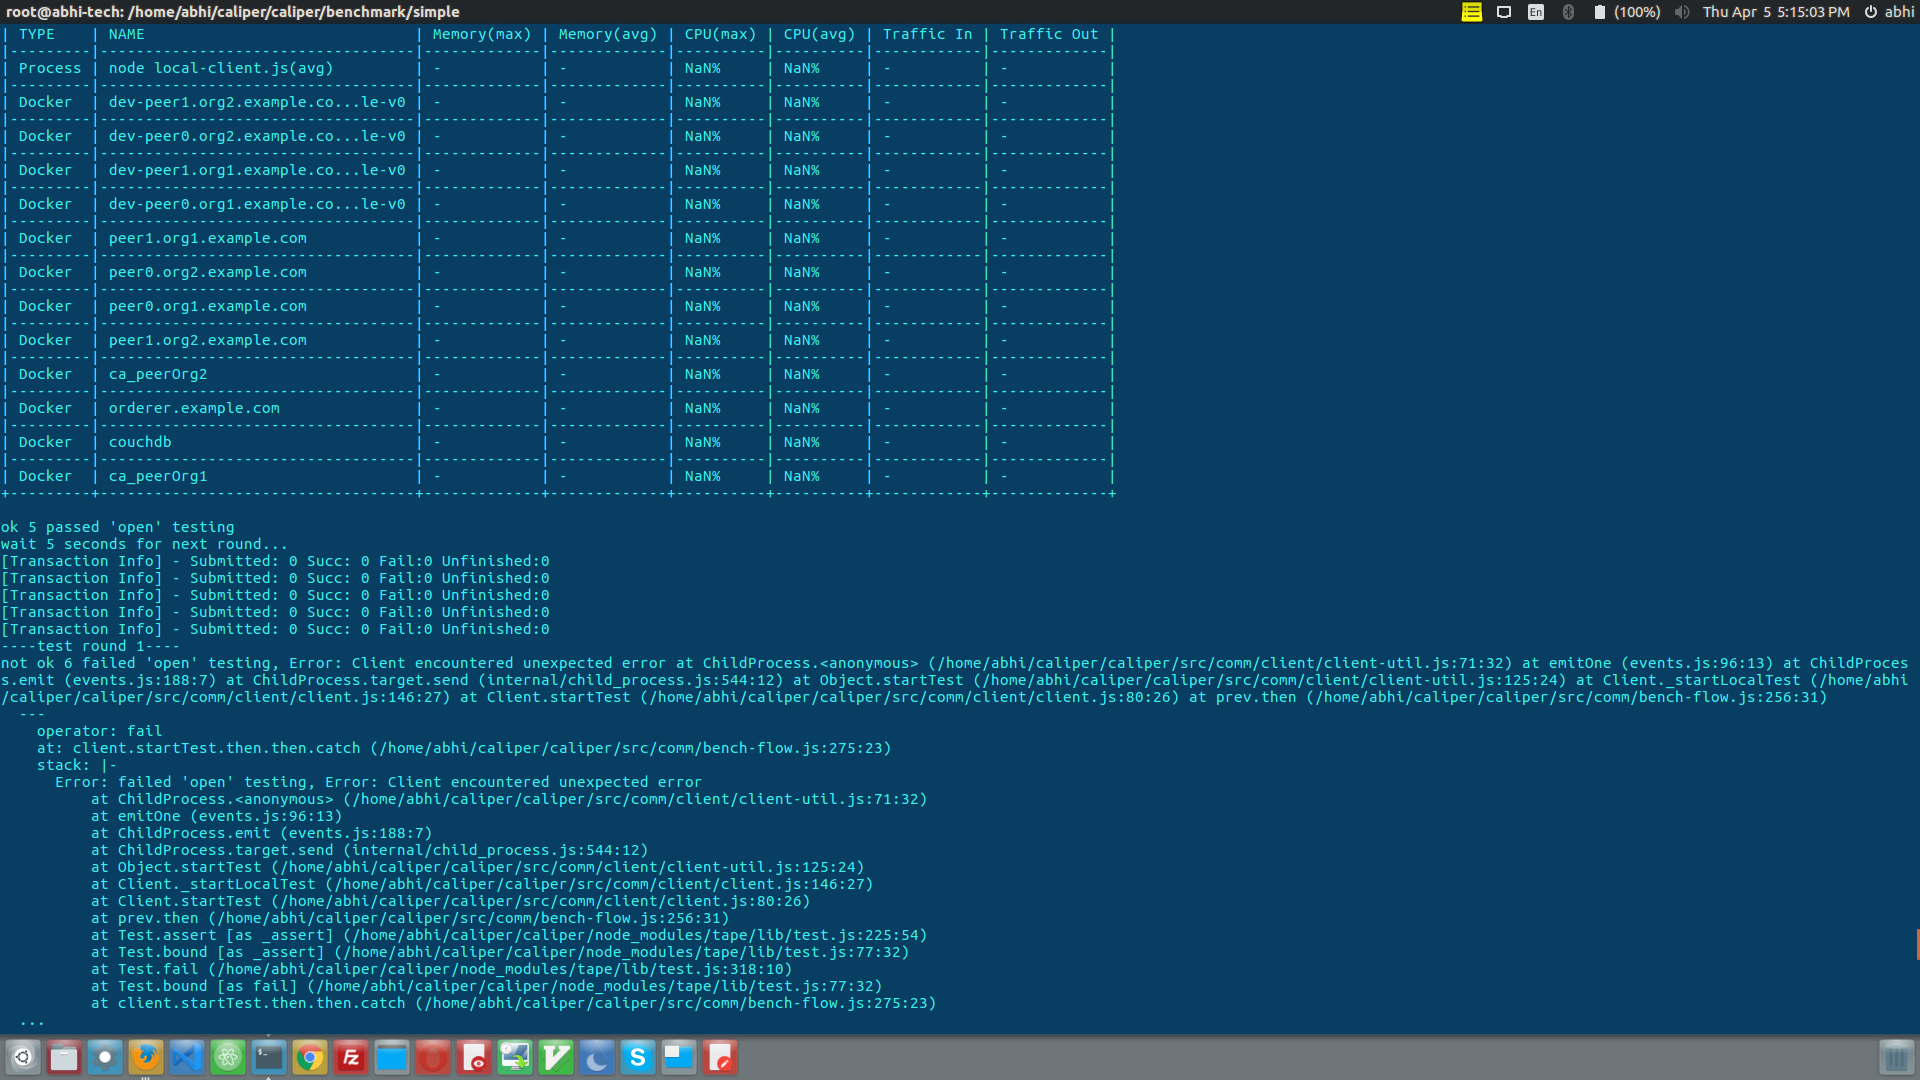 root@abhi-tech: /home/abhi/caliper/caliper/benchmark/simple
En (100%) Thu Apr 5 5:15:03 PM abhi
| TYPE | NAME | Memory(max) | Memory(avg) | CPU(max) | CPU(avg) | Traffic In | Traffic Out |
|---------|-----------------------------------|-------------|-------------|----------|----------|------------|-------------|
| Process | node local-client.js(avg) | - | - | NaN% | NaN% | - | - |
|---------|-----------------------------------|-------------|-------------|----------|----------|------------|-------------|
| Docker | dev-peer1.org2.example.co...le-v0 | - | - | NaN% | NaN% | - | - |
|---------|-----------------------------------|-------------|-------------|----------|----------|------------|-------------|
| Docker | dev-peer0.org2.example.co...le-v0 | - | - | NaN% | NaN% | - | - |
|---------|-----------------------------------|-------------|-------------|----------|----------|------------|-------------|
| Docker | dev-peer1.org1.example.co...le-v0 | - | - | NaN% | NaN% | - | - |
|---------|-----------------------------------|-------------|-------------|----------|----------|------------|-------------|
| Docker | dev-peer0.org1.example.co...le-v0 | - | - | NaN% | NaN% | - | - |
|---------|-----------------------------------|-------------|-------------|----------|----------|------------|-------------|
| Docker | peer1.org1.example.com | - | - | NaN% | NaN% | - | - |
|---------|-----------------------------------|-------------|-------------|----------|----------|------------|-------------|
| Docker | peer0.org2.example.com | - | - | NaN% | NaN% | - | - |
|---------|-----------------------------------|-------------|-------------|----------|----------|------------|-------------|
| Docker | peer0.org1.example.com | - | - | NaN% | NaN% | - | - |
|---------|-----------------------------------|-------------|-------------|----------|----------|------------|-------------|
| Docker | peer1.org2.example.com | - | - | NaN% | NaN% | - | - |
|---------|-----------------------------------|-------------|-------------|----------|----------|------------|-------------|
| Docker | ca_peerOrg2 | - | - | NaN% | NaN% | - | - |
|---------|-----------------------------------|-------------|-------------|----------|----------|------------|-------------|
| Docker | orderer.example.com | - | - | NaN% | NaN% | - | - |
|---------|-----------------------------------|-------------|-------------|----------|----------|------------|-------------|
| Docker | couchdb | - | - | NaN% | NaN% | - | - |
|---------|-----------------------------------|-------------|-------------|----------|----------|------------|-------------|
| Docker | ca_peerOrg1 | - | - | NaN% | NaN% | - | - |
+---------+-----------------------------------+-------------+-------------+----------+----------+------------+-------------+
ok 5 passed 'open' testing
wait 5 seconds for next round...
[Transaction Info] - Submitted: 0 Succ: 0 Fail:0 Unfinished:0
[Transaction Info] - Submitted: 0 Succ: 0 Fail:0 Unfinished:0
[Transaction Info] - Submitted: 0 Succ: 0 Fail:0 Unfinished:0
[Transaction Info] - Submitted: 0 Succ: 0 Fail:0 Unfinished:0
[Transaction Info] - Submitted: 0 Succ: 0 Fail:0 Unfinished:0
----test round 1----
not ok 6 failed 'open' testing, Error: Client encountered unexpected error at ChildProcess.<anonymous> (/home/abhi/caliper/caliper/src/comm/client/client-util.js:71:32) at emitOne (events.js:96:13) at ChildProces
s.emit (events.js:188:7) at ChildProcess.target.send (internal/child_process.js:544:12) at Object.startTest (/home/abhi/caliper/caliper/src/comm/client/client-util.js:125:24) at Client._startLocalTest (/home/abhi
/caliper/caliper/src/comm/client/client.js:146:27) at Client.startTest (/home/abhi/caliper/caliper/src/comm/client/client.js:80:26) at prev.then (/home/abhi/caliper/caliper/src/comm/bench-flow.js:256:31)
---
operator: fail
at: client.startTest.then.then.catch (/home/abhi/caliper/caliper/src/comm/bench-flow.js:275:23)
stack: |-
Error: failed 'open' testing, Error: Client encountered unexpected error
at ChildProcess.<anonymous> (/home/abhi/caliper/caliper/src/comm/client/client-util.js:71:32)
at emitOne (events.js:96:13)
at ChildProcess.emit (events.js:188:7)
at ChildProcess.target.send (internal/child_process.js:544:12)
at Object.startTest (/home/abhi/caliper/caliper/src/comm/client/client-util.js:125:24)
at Client._startLocalTest (/home/abhi/caliper/caliper/src/comm/client/client.js:146:27)
at Client.startTest (/home/abhi/caliper/caliper/src/comm/client/client.js:80:26)
at prev.then (/home/abhi/caliper/caliper/src/comm/bench-flow.js:256:31)
at Test.assert [as _assert] (/home/abhi/caliper/caliper/node_modules/tape/lib/test.js:225:54)
at Test.bound [as _assert] (/home/abhi/caliper/caliper/node_modules/tape/lib/test.js:77:32)
at Test.fail (/home/abhi/caliper/caliper/node_modules/tape/lib/test.js:318:10)
at Test.bound [as fail] (/home/abhi/caliper/caliper/node_modules/tape/lib/test.js:77:32)
at client.startTest.then.then.catch (/home/abhi/caliper/caliper/src/comm/bench-flow.js:275:23)
...